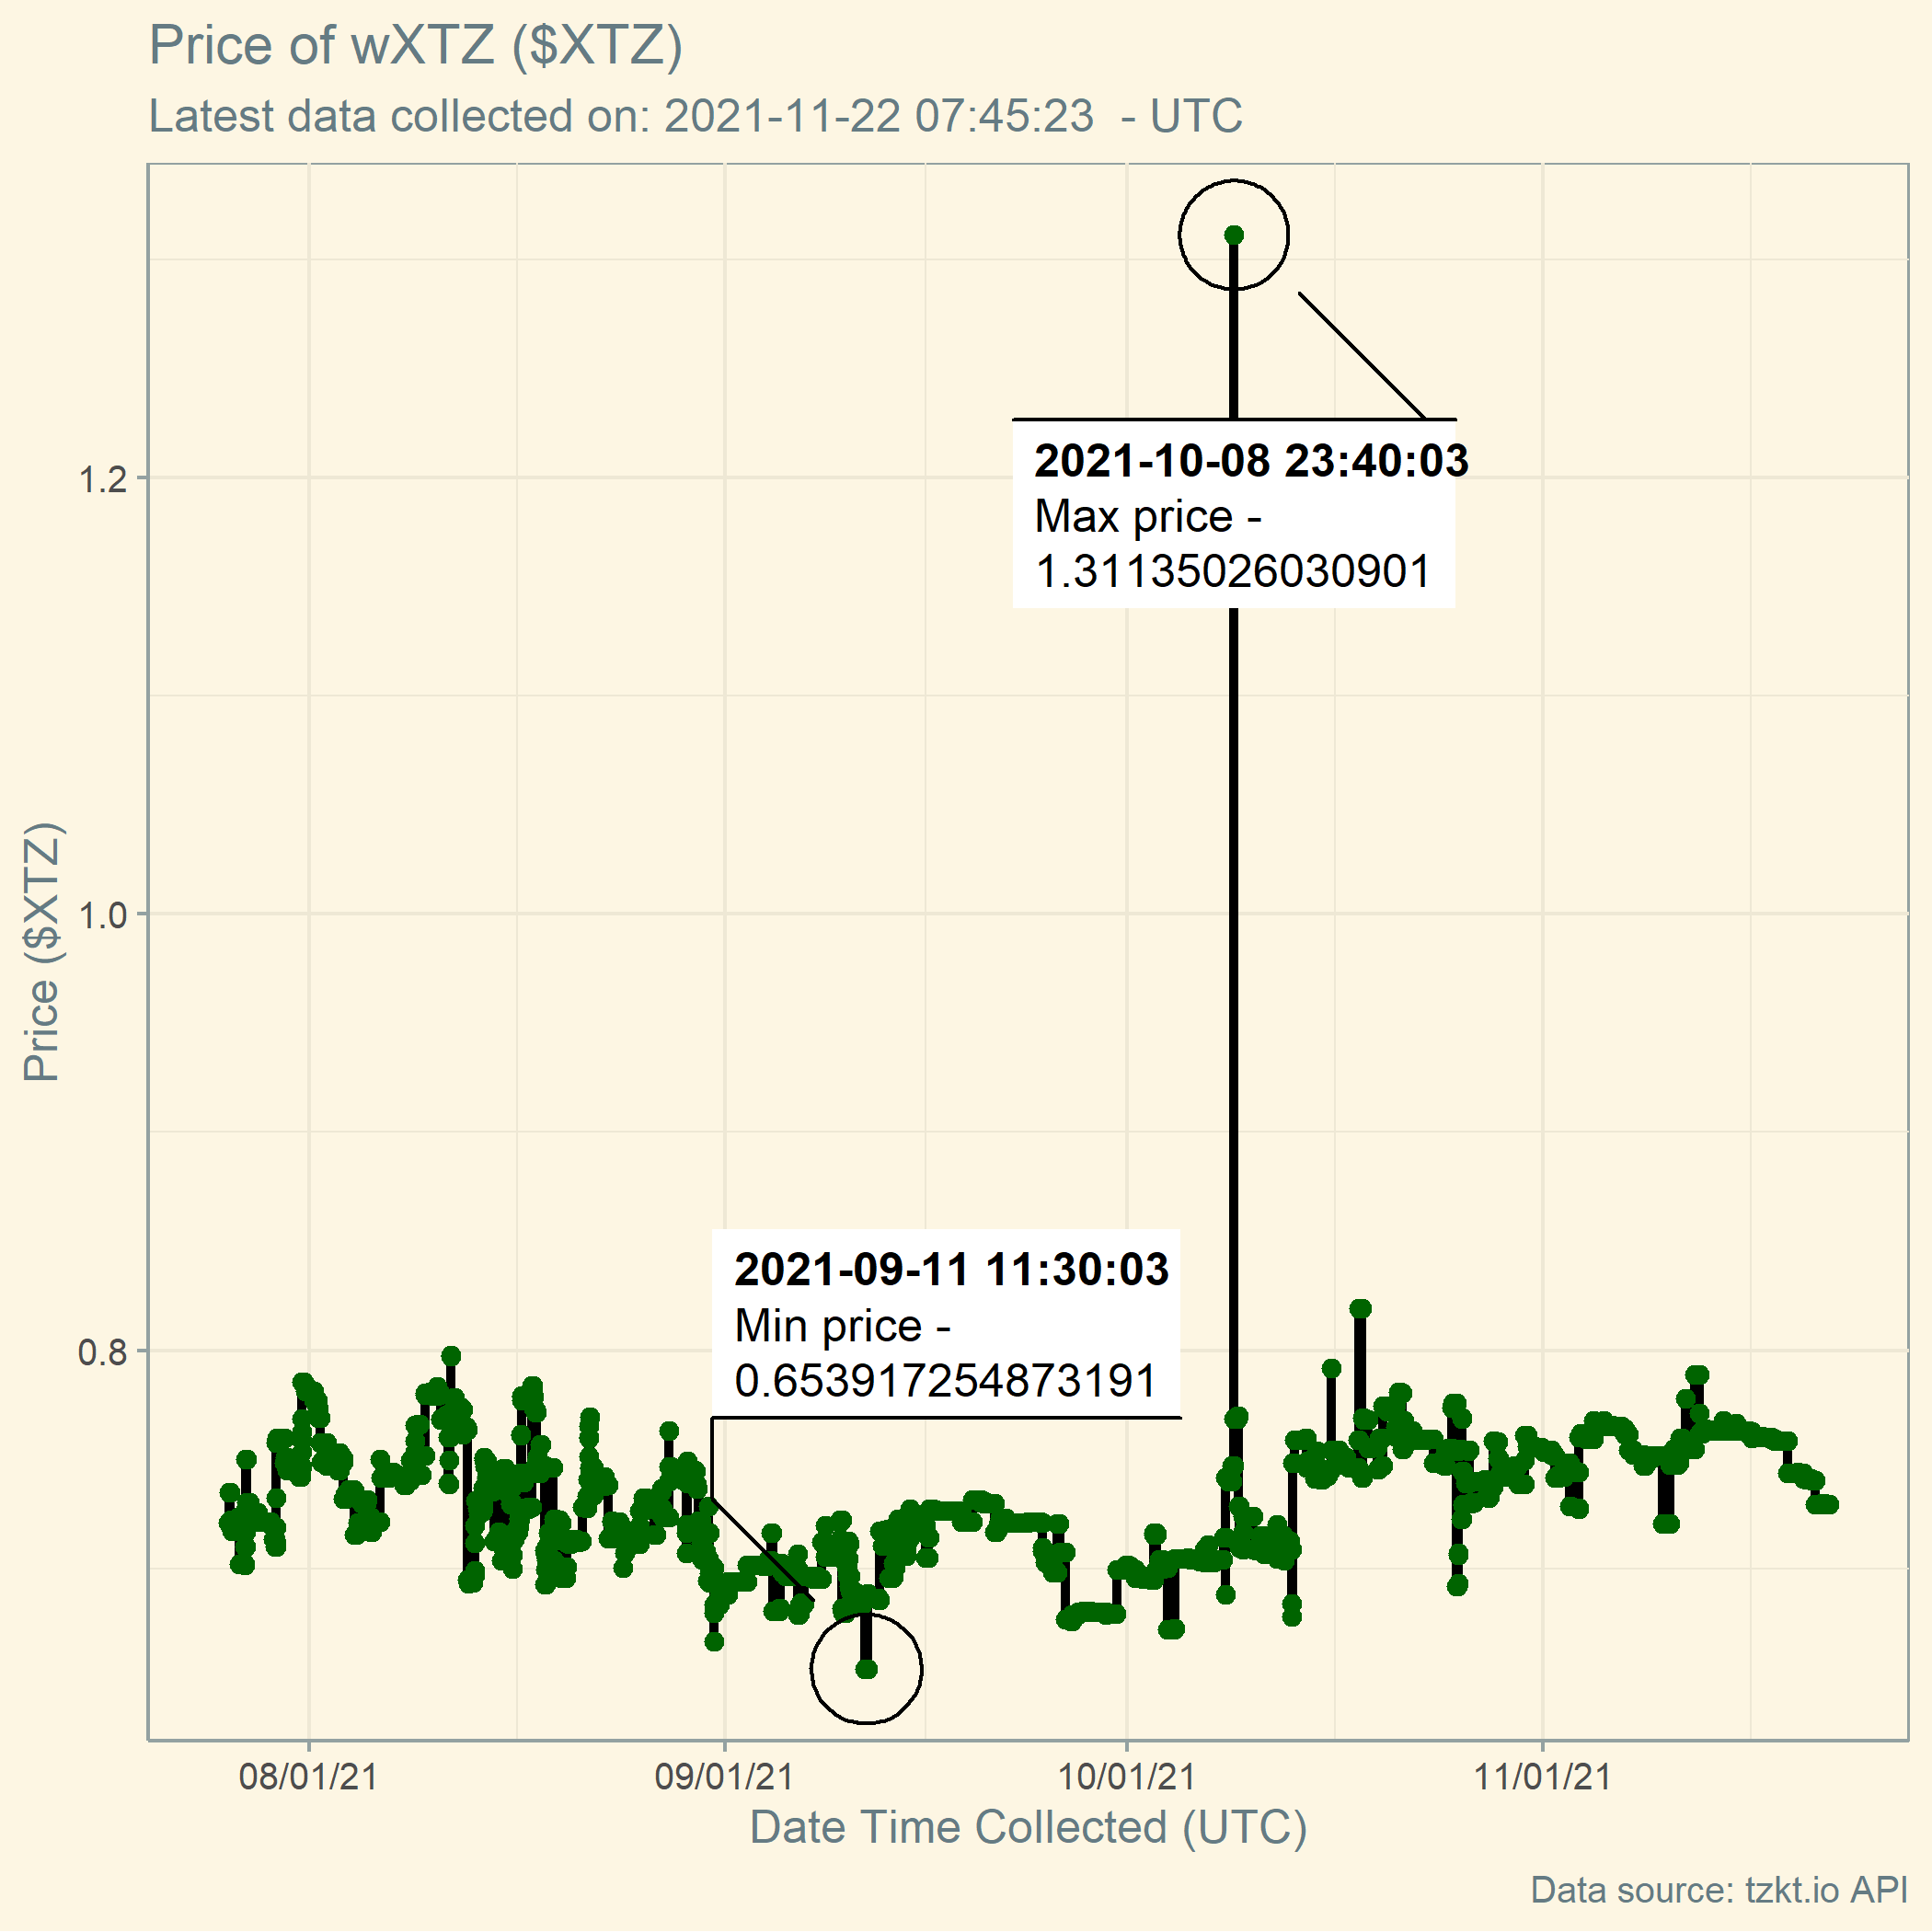 Price of wXTZ ($XTZ)
Latest data collected on: 2021-11-22 07:45:23  - UTC
2021-10-08 23:40:03
Max price -
1.31135026030901
1.2
1.0
0.8
Price ($XTZ)
2021-09-11 11:30:03
Min price -
0.653917254873191
08/01/21
09/01/21
10/01/21
11/01/21
Date Time Collected (UTC)
Data source: tzkt.io API